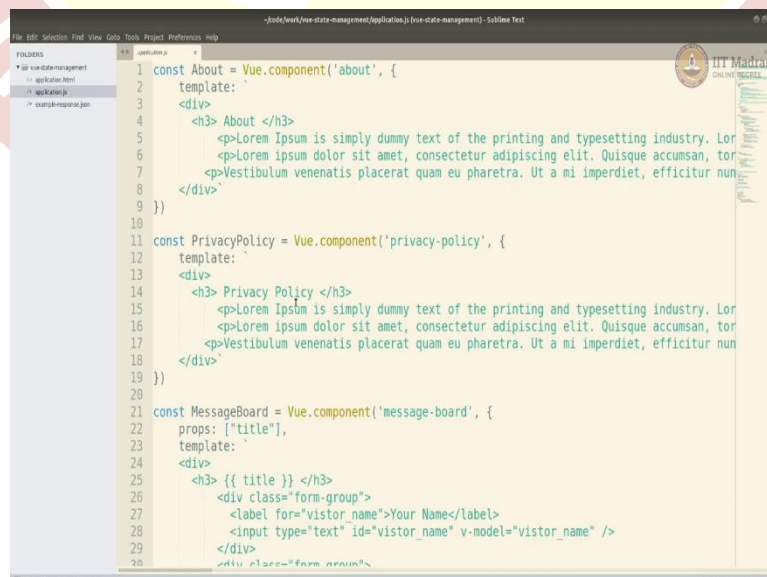 ~/code/work/vue-state-management/application.js (vue-state-management) - Sublime Text
File Edit Selection Find View Goto Tools Project Preferences Help
FOLDERS
vue-state-management
application.html
application.js
example-response.json
application.js
IIT Madras
ONLINE DEGREE
1 const About = Vue.component('about', {
2 template: `
3 <div>
4 <h3> About </h3>
5 <p>Lorem Ipsum is simply dummy text of the printing and typesetting industry. Lor
6 <p>Lorem ipsum dolor sit amet, consectetur adipiscing elit. Quisque accumsan, tor
7 <p>Vestibulum venenatis placerat quam eu pharetra. Ut a mi imperdiet, efficitur nun
8 </div>`
9 })
10
11 const PrivacyPolicy = Vue.component('privacy-policy', {
12 template: `
13 <div>
14 <h3> Privacy Policy </h3>
15 <p>Lorem Ipsum is simply dummy text of the printing and typesetting industry. Lor
16 <p>Lorem ipsum dolor sit amet, consectetur adipiscing elit. Quisque accumsan, tor
17 <p>Vestibulum venenatis placerat quam eu pharetra. Ut a mi imperdiet, efficitur nun
18 </div>`
19 })
20
21 const MessageBoard = Vue.component('message-board', {
22 props: ["title"],
23 template: `
24 <div>
25 <h3> {{ title }} </h3>
26 <div class="form-group">
27 <label for="vistor_name">Your Name</label>
28 <input type="text" id="vistor_name" v-model="vistor_name" />
29 </div>
30 <div class="form-group">